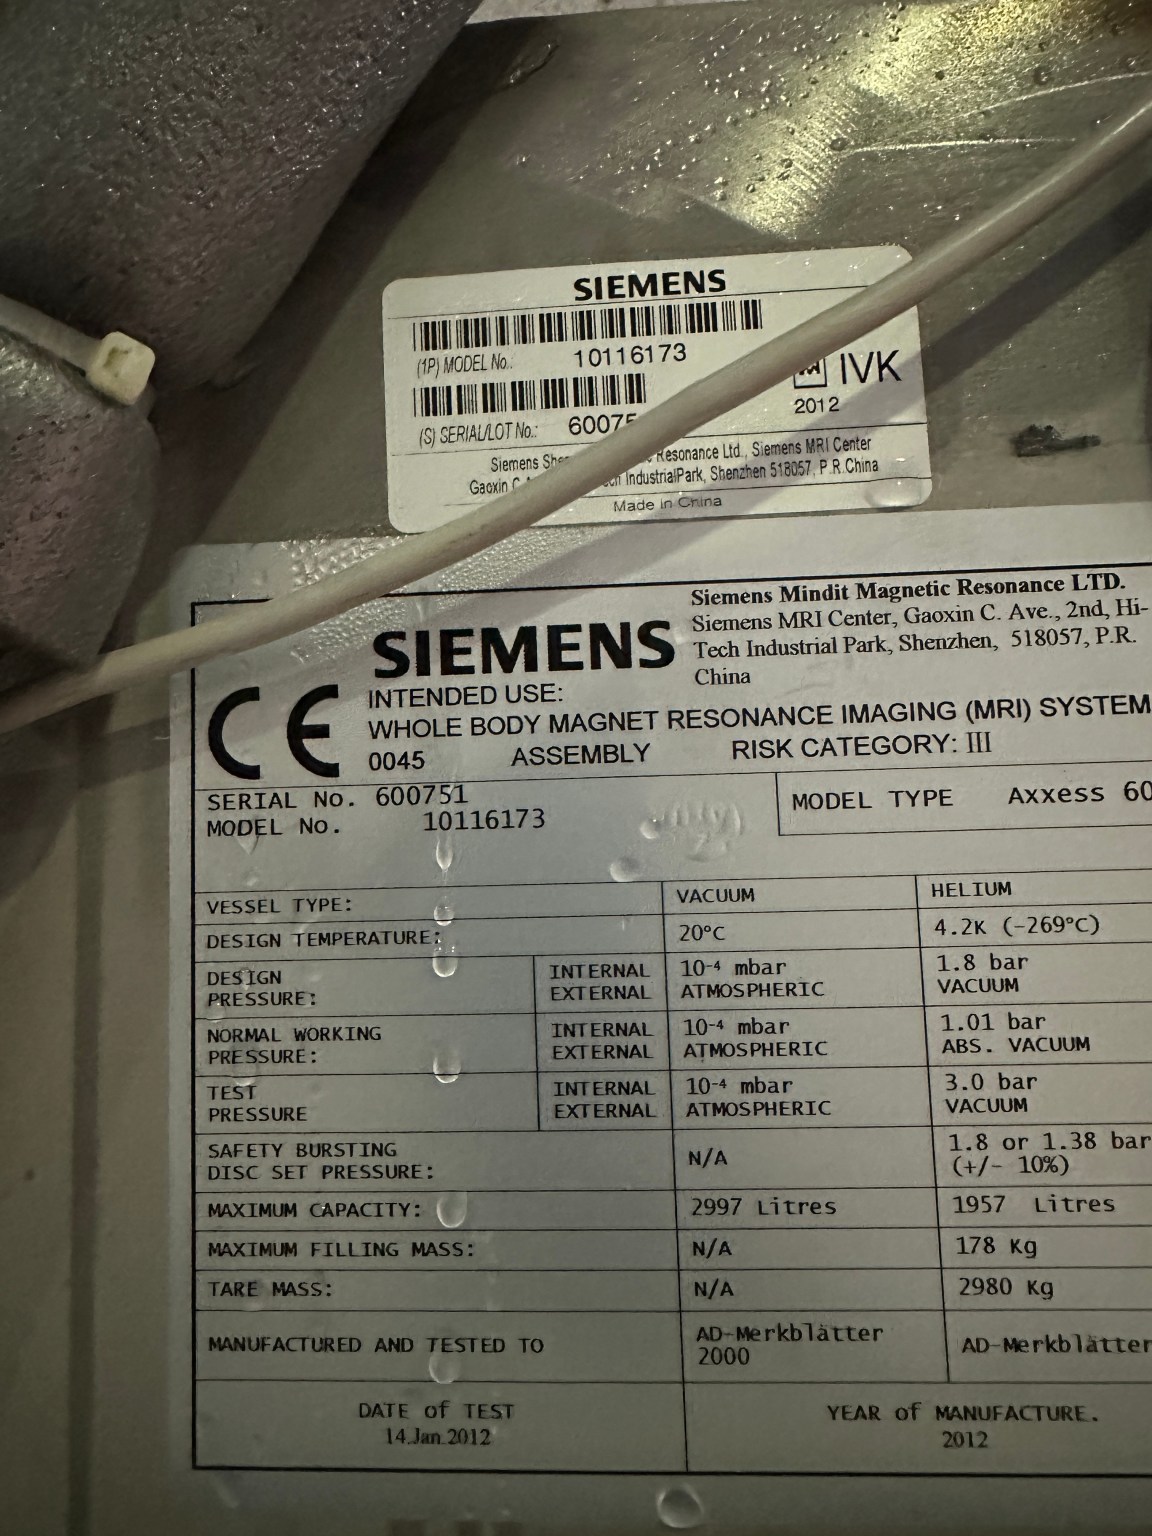 SIEMENS
(1P) MODEL No.: 10116173
IVK
2012
(S) SERIAL/LOT No.: 60075
Siemens Resonance Ltd., Siemens MRI Center
Gaoxin C IndustrialPark, Shenzhen 518057, P.R.China
Made in China
Siemens Mindit Magnetic Resonance LTD.
Siemens MRI Center, Gaoxin C. Ave., 2nd, Hi-
Tech Industrial Park, Shenzhen, 518057, P.R.
China
SIEMENS
CE
INTENDED USE:
WHOLE BODY MAGNET RESONANCE IMAGING (MRI) SYSTEM
0045 ASSEMBLY RISK CATEGORY: III
SERIAL No. 600751
MODEL No. 10116173
MODEL TYPE Axxess 60
VESSEL TYPE: VACUUM HELIUM
DESIGN TEMPERATURE: 20°C 4.2K (-269°C)
DESIGN INTERNAL 10⁻⁴ mbar 1.8 bar
PRESSURE: EXTERNAL ATMOSPHERIC VACUUM
NORMAL WORKING INTERNAL 10⁻⁴ mbar 1.01 bar
PRESSURE: EXTERNAL ATMOSPHERIC ABS. VACUUM
TEST INTERNAL 10⁻⁴ mbar 3.0 bar
PRESSURE EXTERNAL ATMOSPHERIC VACUUM
SAFETY BURSTING N/A 1.8 or 1.38 bar
DISC SET PRESSURE: (+/- 10%)
MAXIMUM CAPACITY: 2997 Litres 1957 Litres
MAXIMUM FILLING MASS: N/A 178 Kg
TARE MASS: N/A 2980 Kg
MANUFACTURED AND TESTED TO AD-Merkblätter AD-Merkblätter
2000
DATE of TEST YEAR of MANUFACTURE.
14.Jan.2012 2012